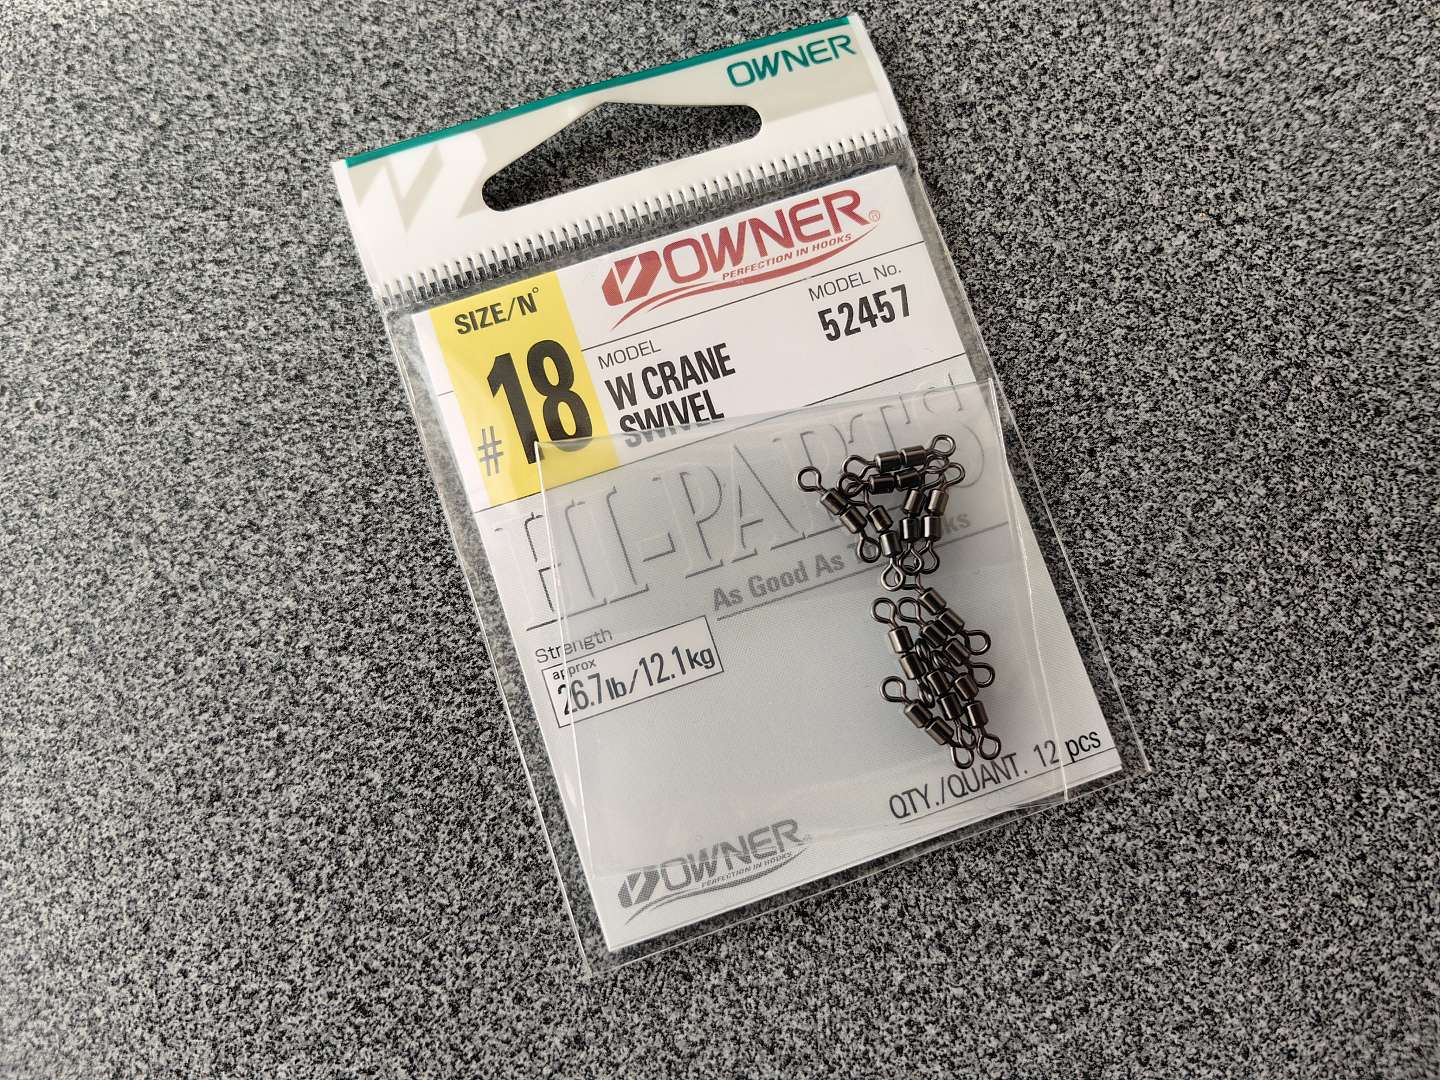 OWNER
OWNER®
PERFECTION IN HOOKS
SIZE/N°
#18
MODEL
W CRANE
SWIVEL
MODEL No.
52457
HI-PARTS
As Good As
Strength
approx
26.7lb/12.1kg
QTY./QUANT. 12 pcs
OWNER®
PERFECTION IN HOOKS